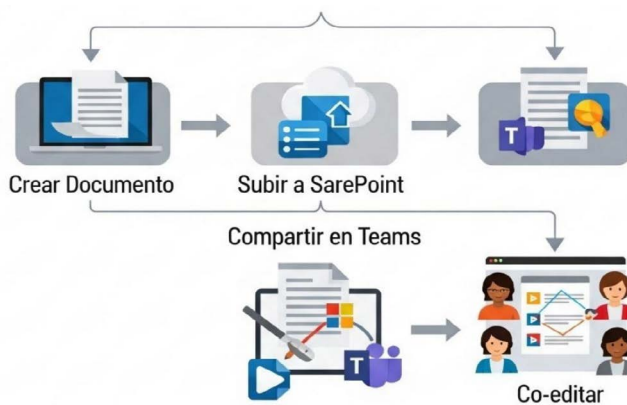 Crear Documento
Subir a SarePoint
T
Compartir en Teams
T
Co-editar